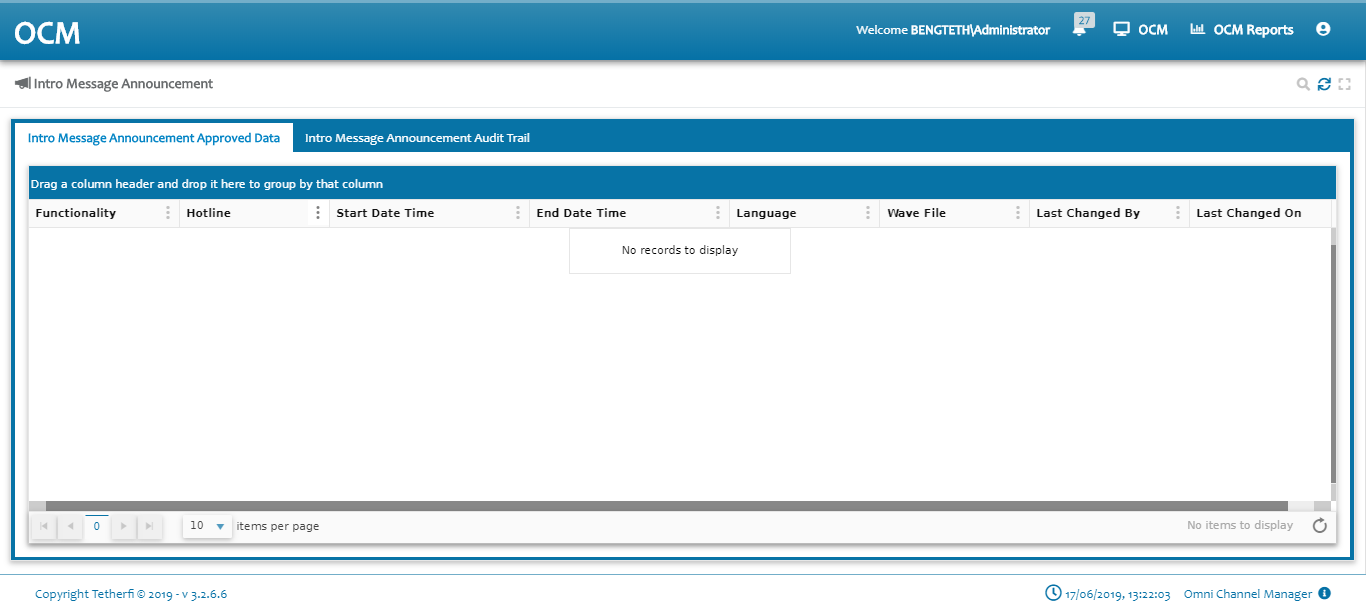 OCM
Welcome BENGTETH\Administrator
27
OCM
OCM Reports
Intro Message Announcement
Intro Message Announcement Approved Data
Intro Message Announcement Audit Trail
Drag a column header and drop it here to group by that column
Functionality Hotline Start Date Time End Date Time Language Wave File Last Changed By Last Changed On
No records to display
0 10 items per page No items to display
Copyright Tetherfi © 2019 - v 3.2.6.6 17/06/2019, 13:22:03 Omni Channel Manager